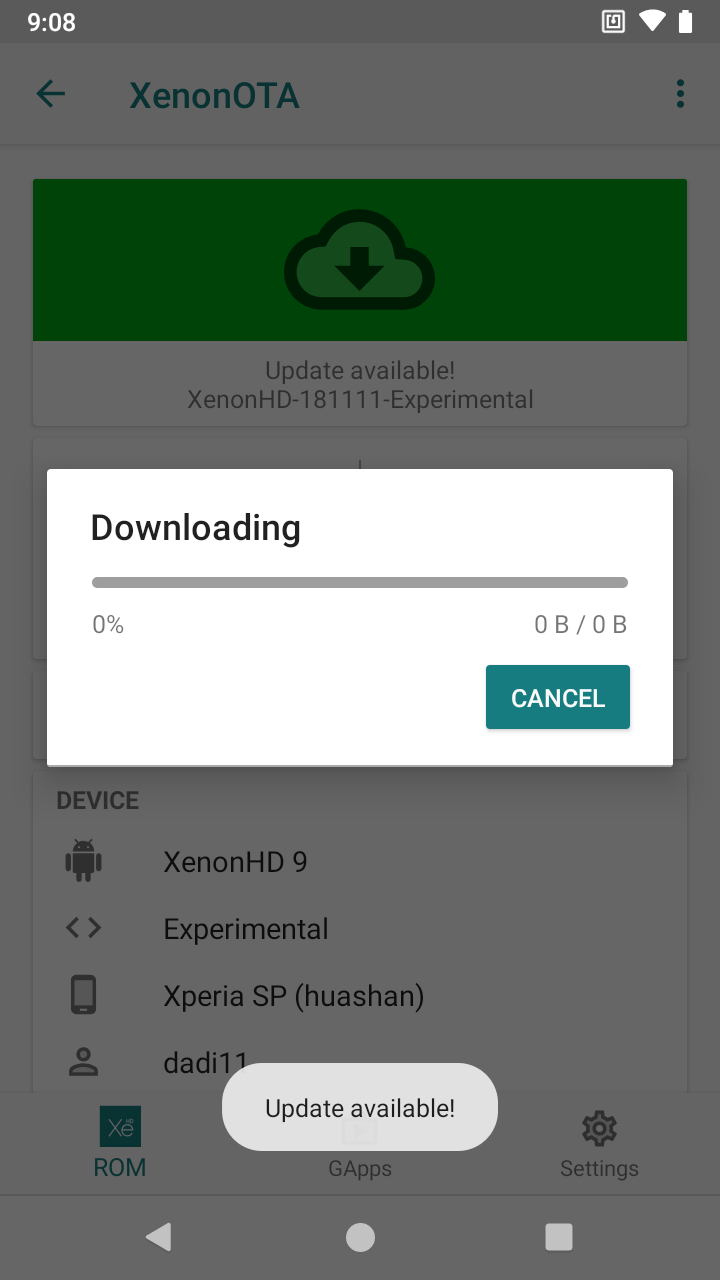 9:08
XenonOTA
Update available!
XenonHD-181111-Experimental
Downloading
0%
0 B / 0 B
CANCEL
DEVICE
XenonHD 9
Experimental
Xperia SP (huashan)
dadi11
Update available!
Xe HD
ROM
GApps
Settings